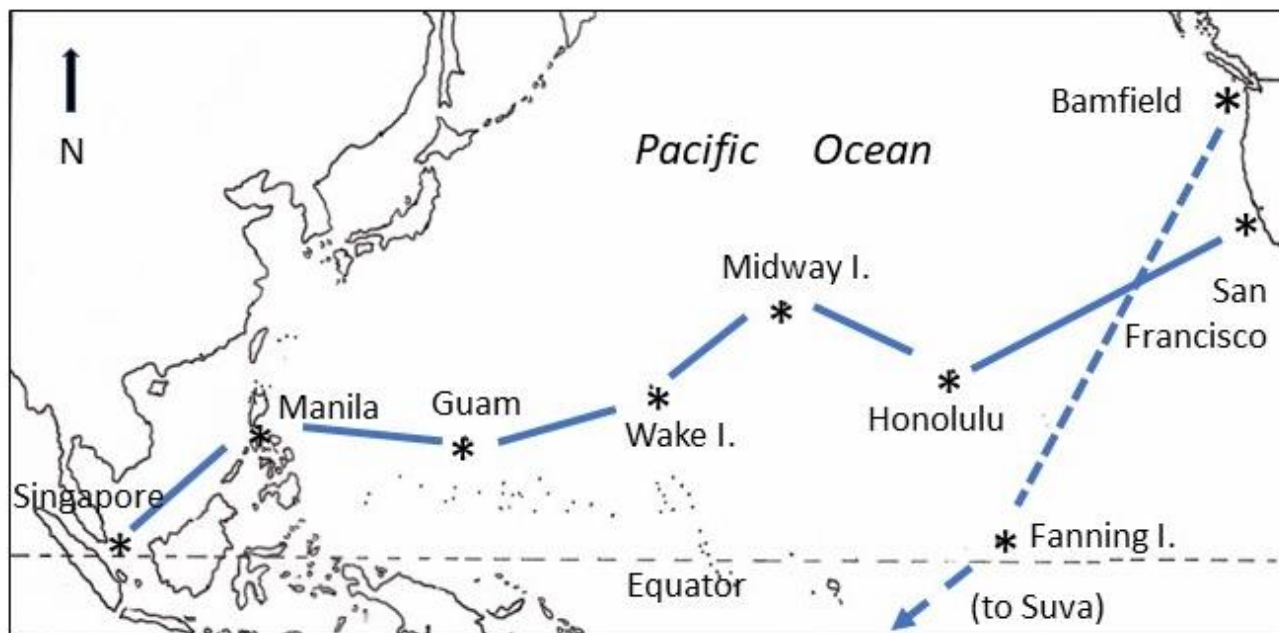 N
Bamfield
Pacific Ocean
Midway I.
San
Francisco
Manila
Guam
Wake I.
Honolulu
Singapore
Fanning I.
Equator
(to Suva)